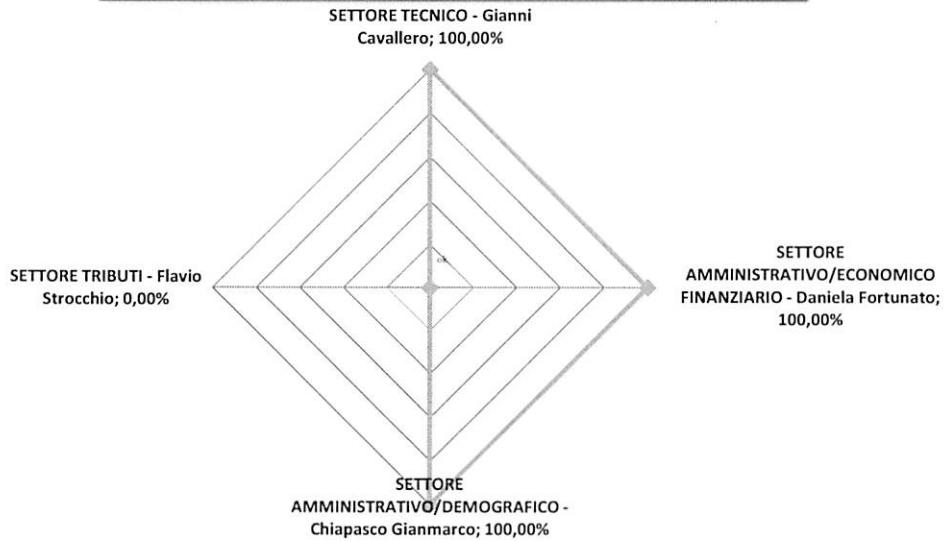 SETTORE TECNICO - Gianni
Cavallero; 100,00%
SETTORE TRIBUTI - Flavio
Strocchio; 0,00%
SETTORE
AMMINISTRATIVO/ECONOMICO
FINANZIARIO - Daniela Fortunato;
100,00%
SETTORE
AMMINISTRATIVO/DEMOGRAFICO -
Chiapasco Gianmarco; 100,00%